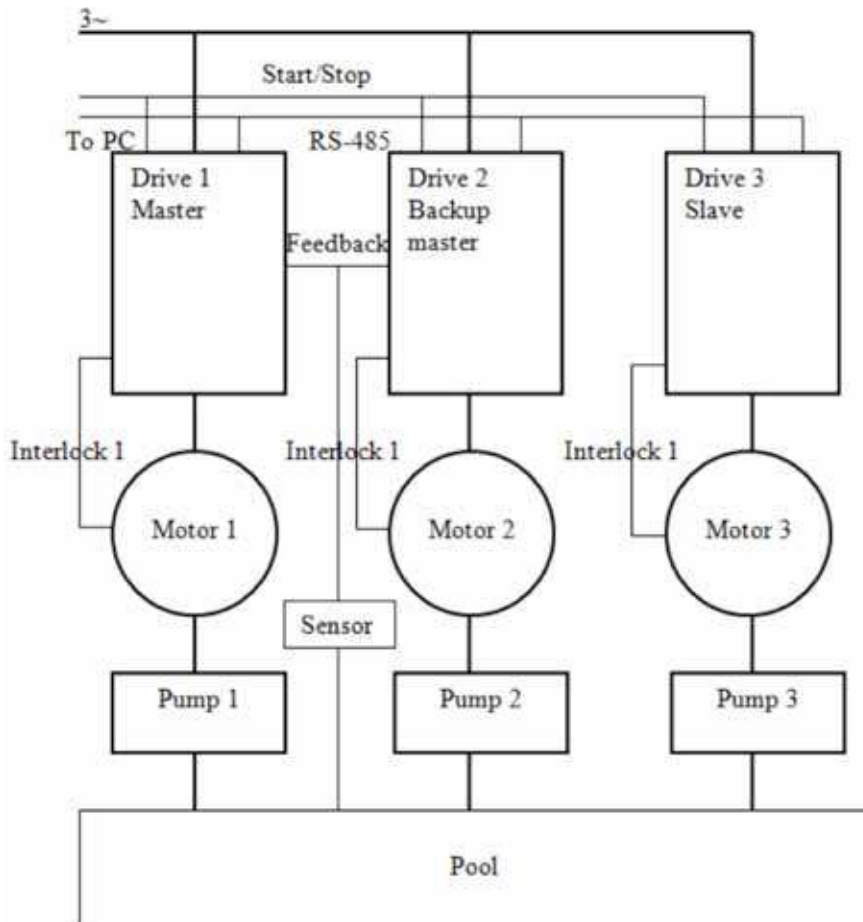 3~
Start/Stop
To PC
RS-485
Drive 1
Master
Drive 2
Backup
master
Drive 3
Slave
Feedback
Interlock 1
Interlock 1
Interlock 1
Motor 1
Motor 2
Motor 3
Sensor
Pump 1
Pump 2
Pump 3
Pool